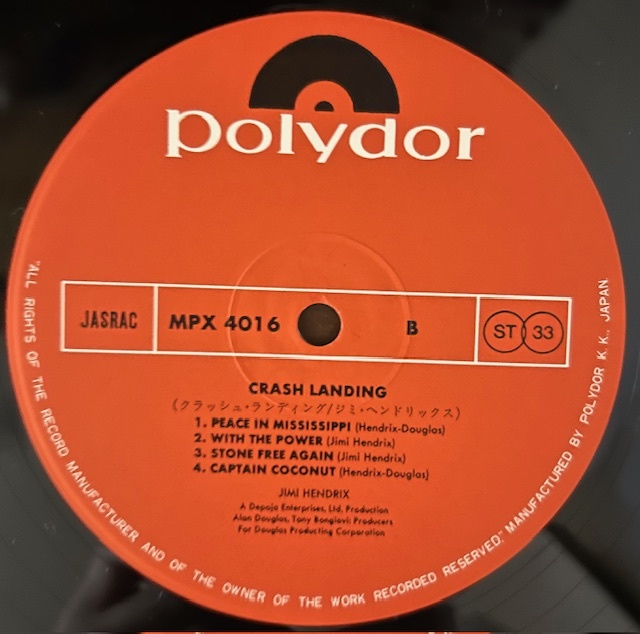 polydor
JASRAC
MPX 4016
B
ST 33
CRASH LANDING
(クラッシュ・ランディング/ジミ・ヘンドリックス)
1. PEACE IN MISSISSIPPI (Hendrix-Douglas)
2. WITH THE POWER (Jimi Hendrix)
3. STONE FREE AGAIN (Jimi Hendrix)
4. CAPTAIN COCONUT (Hendrix-Douglas)
JIMI HENDRIX
A Depojo Enterprises, Ltd. Production
Alan Douglas, Tony Bongiovi: Producers
For Douglas Producting Corporation
"ALL RIGHTS OF THE RECORD MANUFACTURER AND OF THE OWNER OF THE WORK RECORDED RESERVED." MANUFACTURED BY POLYDOR K.K., JAPAN.